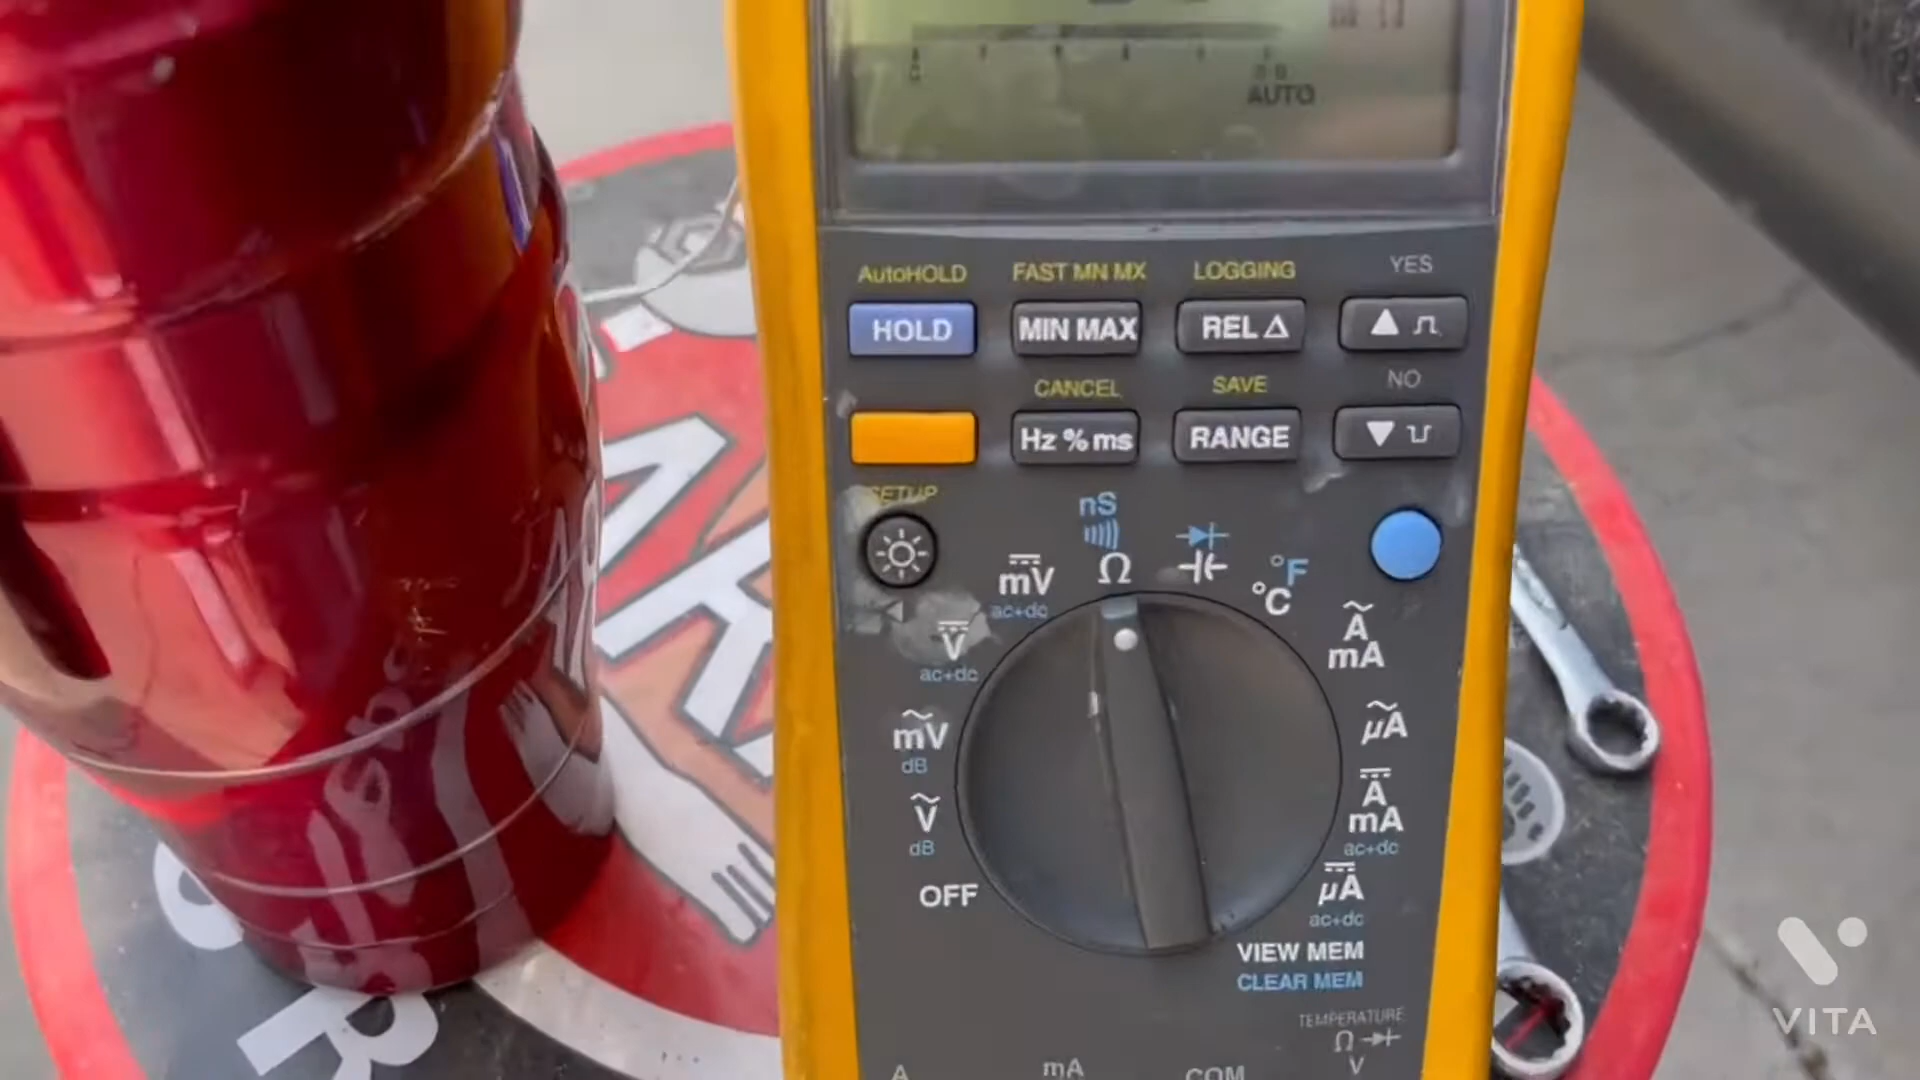 AUTO
AutoHOLD FAST MN MX LOGGING YES
HOLD MIN MAX REL Δ
CANCEL SAVE NO
Hz % ms RANGE
SETUP
nS
mV
ac+dc
Ω
°F
°C
V
ac+dc
A
mA
mV
dB
µA
V
dB
A
mA
ac+dc
OFF
µA
ac+dc
VIEW MEM
CLEAR MEM
TEMPERATURE
Ω
V
A mA COM
VITA